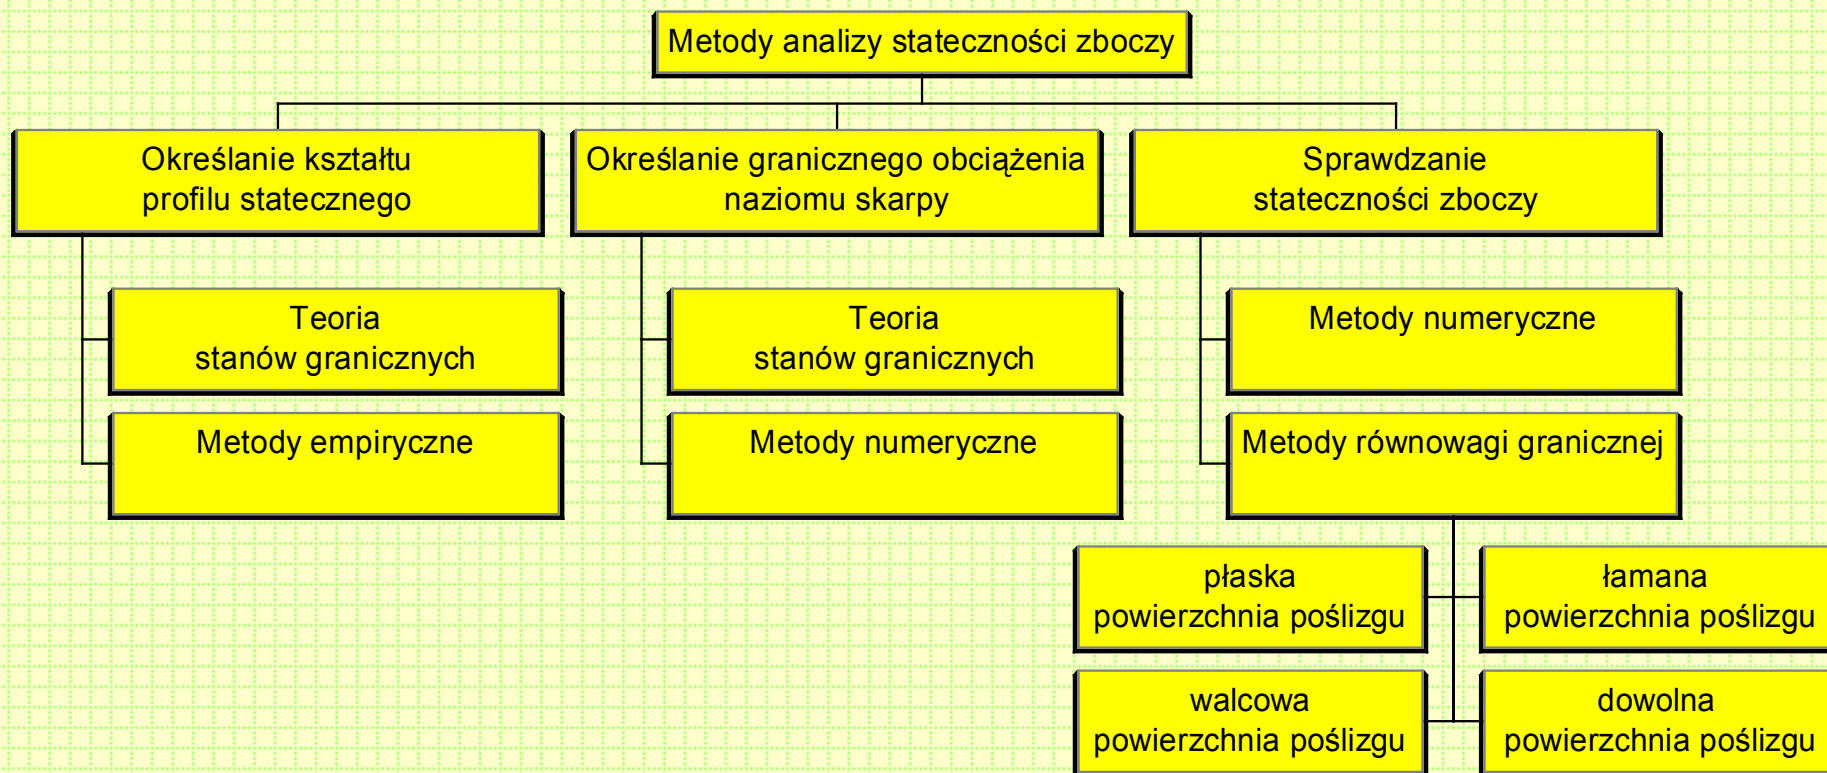 Metody analizy stateczności zboczy
Określanie kształtu
profilu statecznego
Określanie granicznego obciążenia
naziomu skarpy
Sprawdzanie
stateczności zboczy
Teoria
stanów granicznych
Teoria
stanów granicznych
Metody numeryczne
Metody empiryczne
Metody numeryczne
Metody równowagi granicznej
płaska
powierzchnia poślizgu
łamana
powierzchnia poślizgu
walcowa
powierzchnia poślizgu
dowolna
powierzchnia poślizgu